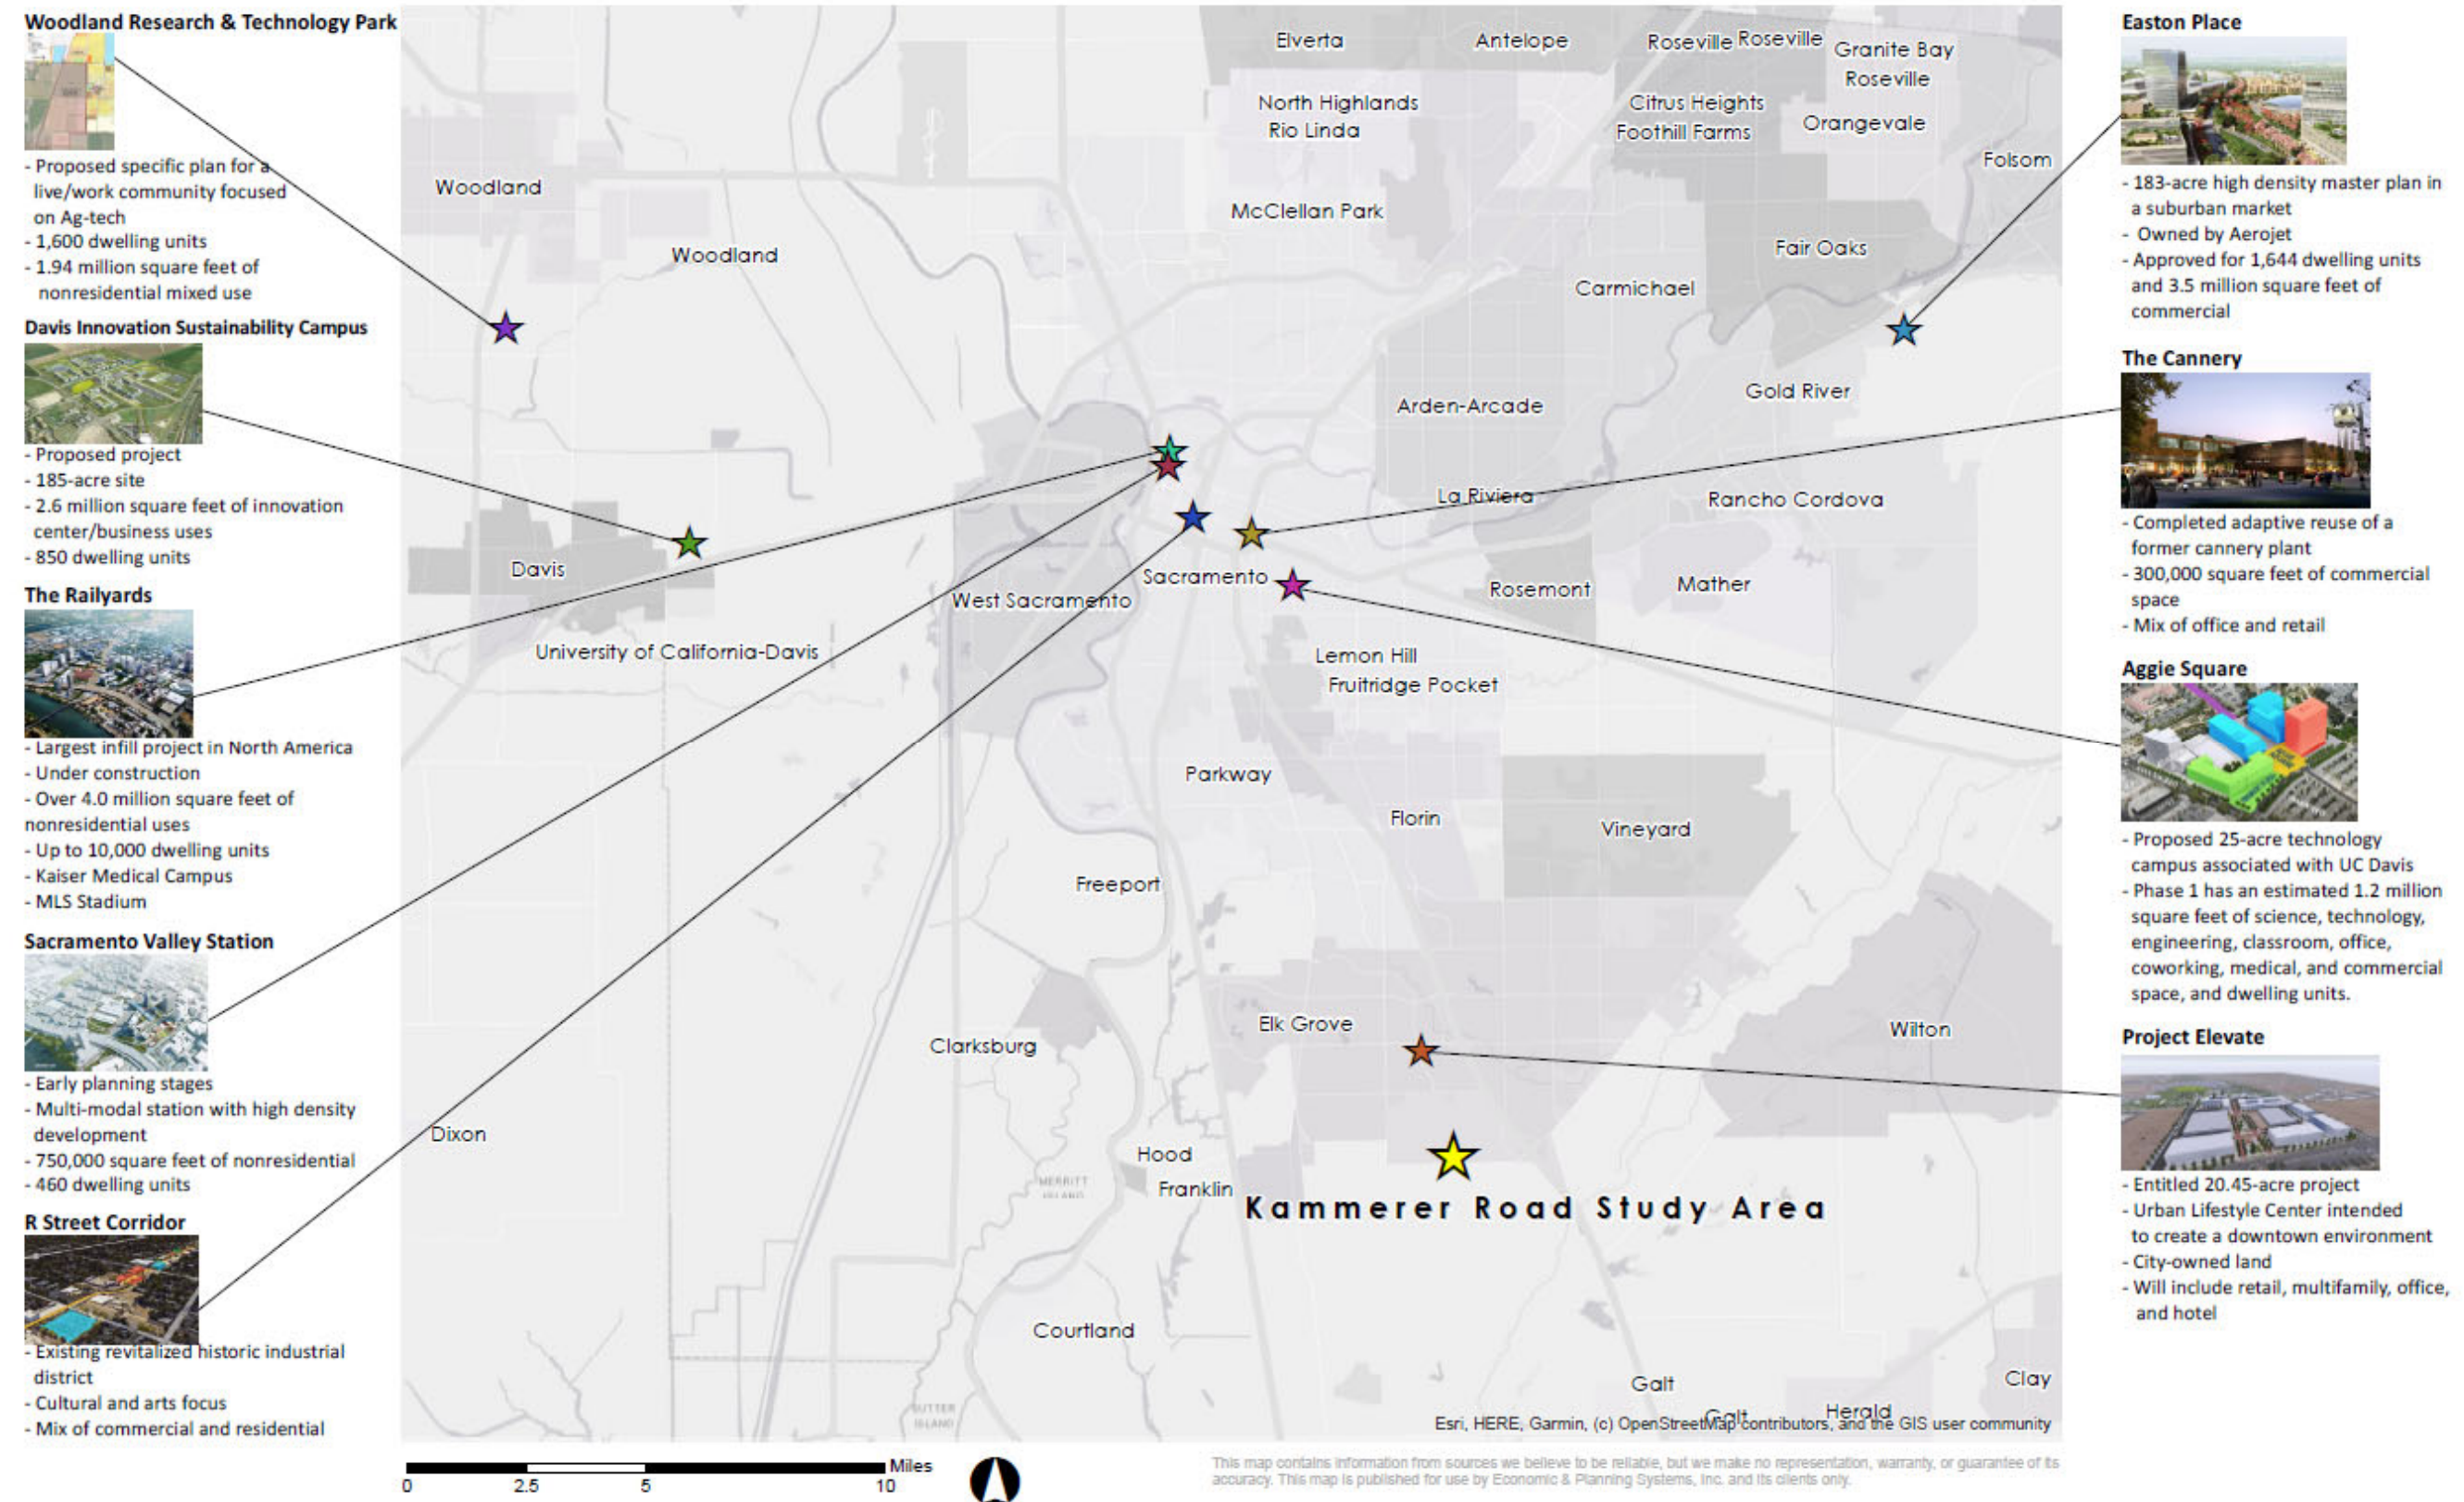 Woodland Research & Technology Park
- Proposed specific plan for a
live/work community focused
on Ag-tech
- 1,600 dwelling units
- 1.94 million square feet of
nonresidential mixed use
Davis Innovation Sustainability Campus
- Proposed project
- 185-acre site
- 2.6 million square feet of innovation
center/business uses
- 850 dwelling units
The Railyards
- Largest infill project in North America
- Under construction
- Over 4.0 million square feet of
nonresidential uses
- Up to 10,000 dwelling units
- Kaiser Medical Campus
- MLS Stadium
Sacramento Valley Station
- Early planning stages
- Multi-modal station with high density
development
- 750,000 square feet of nonresidential
- 460 dwelling units
R Street Corridor
- Existing revitalized historic industrial
district
- Cultural and arts focus
- Mix of commercial and residential
Elverta
Antelope
Roseville
Roseville
Granite Bay
Roseville
North Highlands
Rio Linda
Citrus Heights
Foothill Farms
Orangevale
Folsom
Woodland
McClellan Park
Woodland
Fair Oaks
Carmichael
Arden-Arcade
Gold River
La Riviera
Rancho Cordova
Davis
West Sacramento
Sacramento
Rosemont
Mather
University of California-Davis
Lemon Hill
Fruitridge Pocket
Parkway
Florin
Vineyard
Freeport
Elk Grove
Wilton
Clarksburg
Dixon
Hood
Franklin
MERRITT
ISLAND
Kammerer Road Study Area
Courtland
Galt
Clay
SUTTER
ISLAND
Galt
Herald
Esri, HERE, Garmin, (c) OpenStreetMap contributors, and the GIS user community
0 2.5 5 10 Miles
This map contains information from sources we believe to be reliable, but we make no representation, warranty, or guarantee of its
accuracy. This map is published for use by Economic & Planning Systems, Inc. and its clients only.
Easton Place
- 183-acre high density master plan in
a suburban market
- Owned by Aerojet
- Approved for 1,644 dwelling units
and 3.5 million square feet of
commercial
The Cannery
- Completed adaptive reuse of a
former cannery plant
- 300,000 square feet of commercial
space
- Mix of office and retail
Aggie Square
- Proposed 25-acre technology
campus associated with UC Davis
- Phase 1 has an estimated 1.2 million
square feet of science, technology,
engineering, classroom, office,
coworking, medical, and commercial
space, and dwelling units.
Project Elevate
- Entitled 20.45-acre project
- Urban Lifestyle Center intended
to create a downtown environment
- City-owned land
- Will include retail, multifamily, office,
and hotel